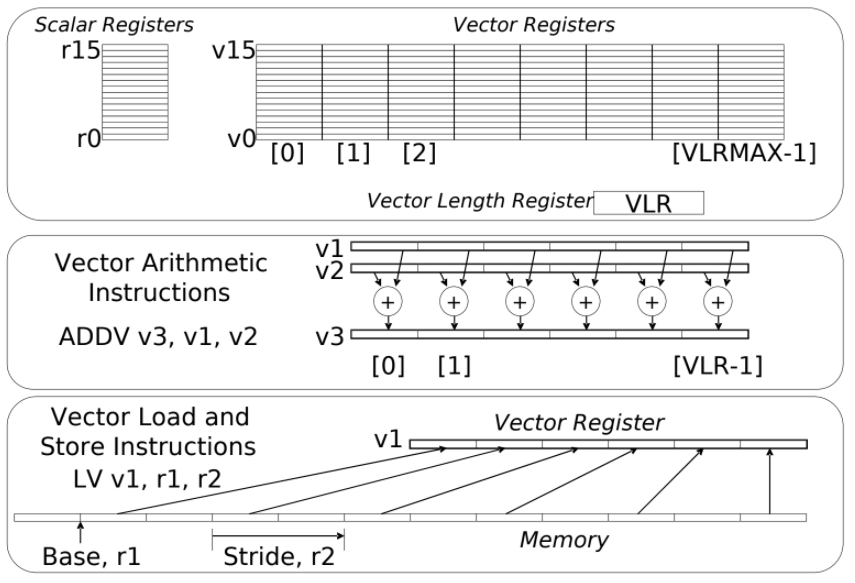 Scalar Registers
Vector Registers
r15
v15
r0
v0
[0]
[1]
[2]
[VLRMAX-1]
Vector Length Register
VLR
Vector Arithmetic
Instructions
ADDV v3, v1, v2
v1
v2
+ + + + + +
v3
[0]
[1]
[VLR-1]
Vector Load and
Store Instructions
LV v1, r1, r2
Vector Register
v1
Base, r1
Stride, r2
Memory